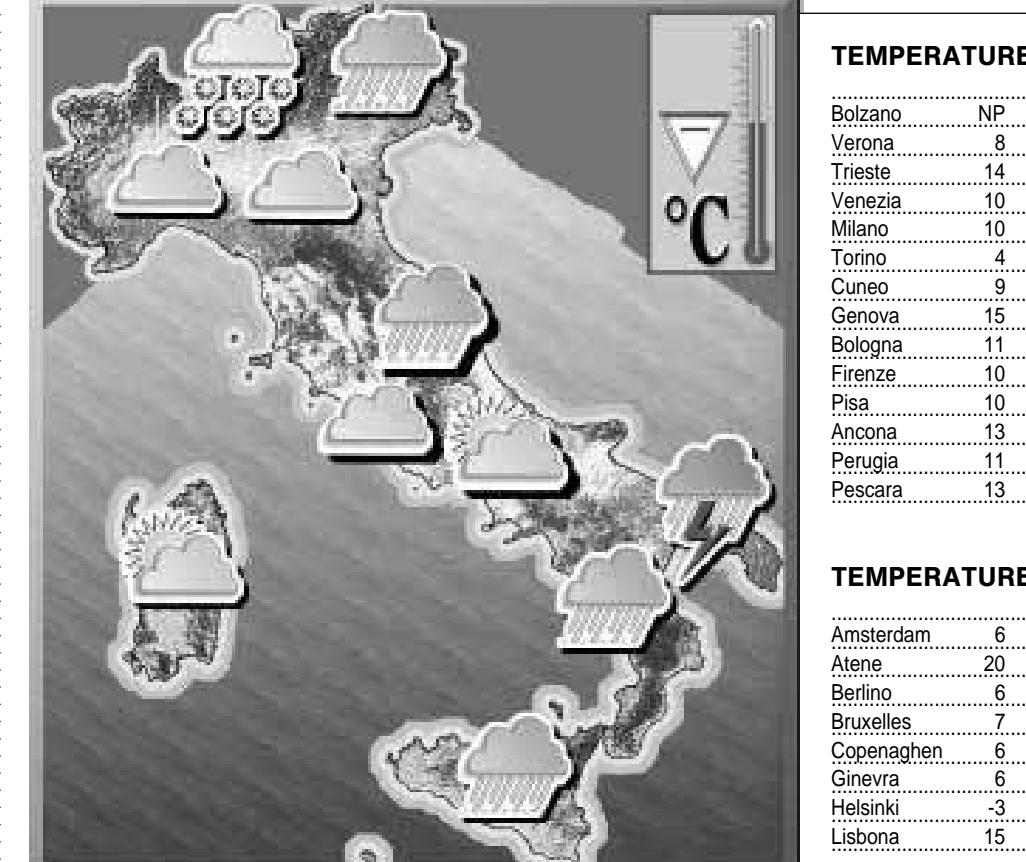 °C
TEMPERATURE
Bolzano NP
Verona 8
Trieste 14
Venezia 10
Milano 10
Torino 4
Cuneo 9
Genova 15
Bologna 11
Firenze 10
Pisa 10
Ancona 13
Perugia 11
Pescara 13
TEMPERATURE
Amsterdam 6
Atene 20
Berlino 6
Bruxelles 7
Copenaghen 6
Ginevra 6
Helsinki -3
Lisbona 15